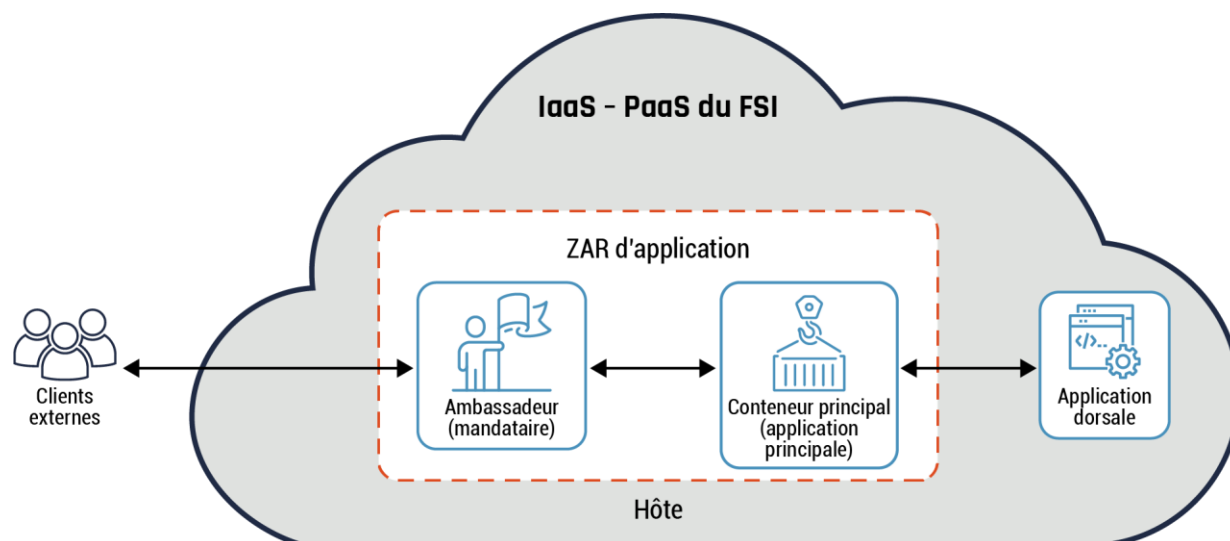 IaaS – PaaS du FSI
ZAR d'application
Clients
externes
Ambassadeur
(mandataire)
Conteneur principal
(application
principale)
Application
dorsale
</...
Hôte